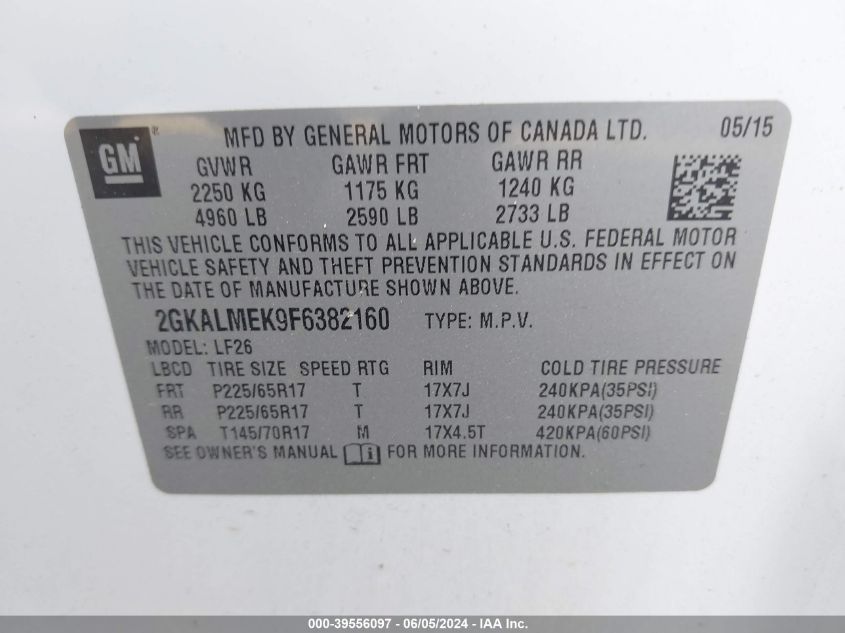 GM ® MFD BY GENERAL MOTORS OF CANADA LTD. 05/15
GVWR GAWR FRT GAWR RR
2250 KG 1175 KG 1240 KG
4960 LB 2590 LB 2733 LB
THIS VEHICLE CONFORMS TO ALL APPLICABLE U.S. FEDERAL MOTOR
VEHICLE SAFETY AND THEFT PREVENTION STANDARDS IN EFFECT ON
THE DATE OF MANUFACTURE SHOWN ABOVE.
2GKALMEK9F6382160 TYPE: M.P.V.
MODEL: LF26
LBCD TIRE SIZE SPEED RTG RIM COLD TIRE PRESSURE
FRT P225/65R17 T 17X7J 240KPA(35PSI)
RR P225/65R17 T 17X7J 240KPA(35PSI)
SPA T145/70R17 M 17X4.5T 420KPA(60PSI)
SEE OWNER'S MANUAL i FOR MORE INFORMATION.
000-39556097 - 06/05/2024 - IAA Inc.